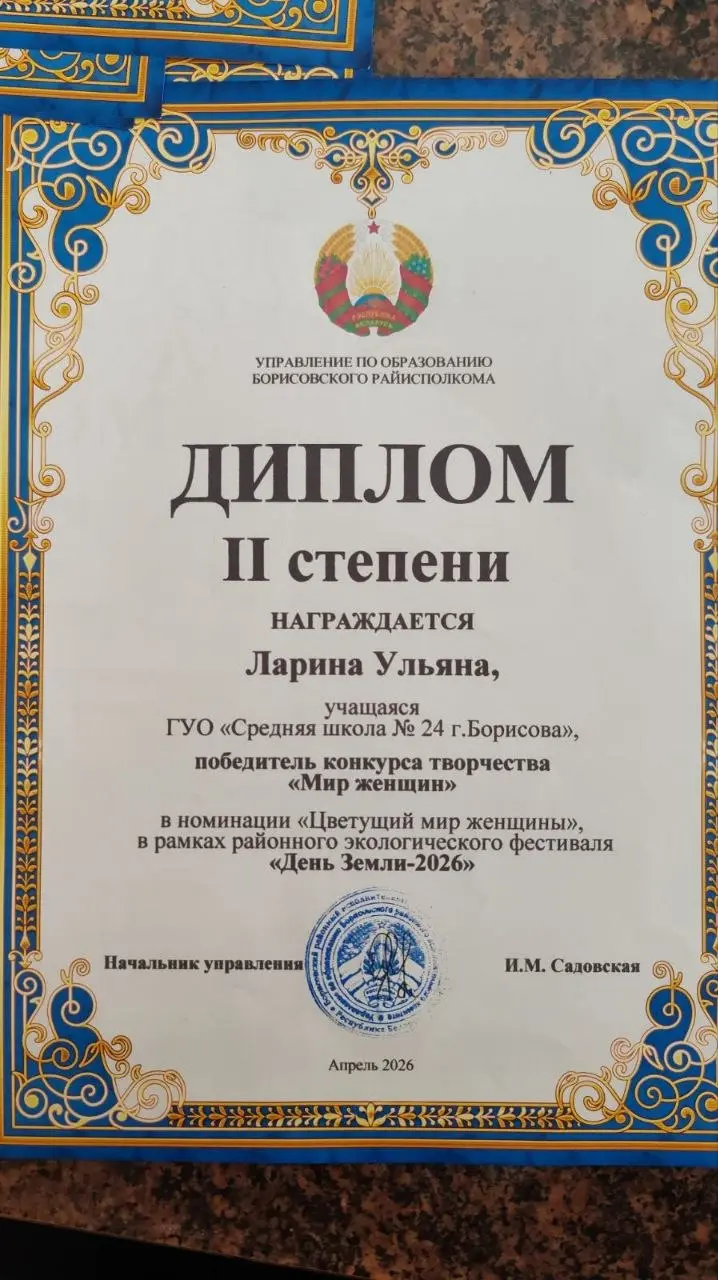 РЕСПУБЛИКА
БЕЛАРУСЬ
УПРАВЛЕНИЕ ПО ОБРАЗОВАНИЮ
БОРИСОВСКОГО РАЙИСПОЛКОМА
ДИПЛОМ
II степени
НАГРАЖДАЕТСЯ
Ларина Ульяна,
учащаяся
ГУО «Средняя школа № 24 г.Борисова»,
победитель конкурса творчества
«Мир женщин»
в номинации «Цветущий мир женщины»,
в рамках районного экологического фестиваля
«День Земли-2026»
Начальник управления
И.М. Садовская
Апрель 2026